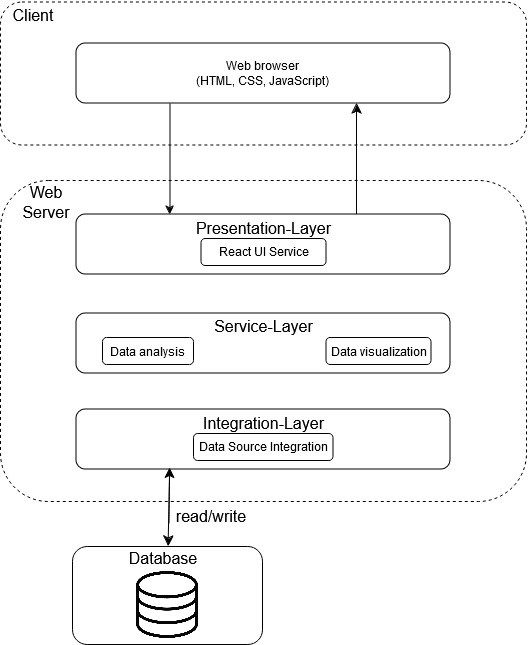 Client
Web browser
(HTML, CSS, JavaScript)
Web
Server
Presentation-Layer
React UI Service
Service-Layer
Data analysis
Data visualization
Integration-Layer
Data Source Integration
read/write
Database